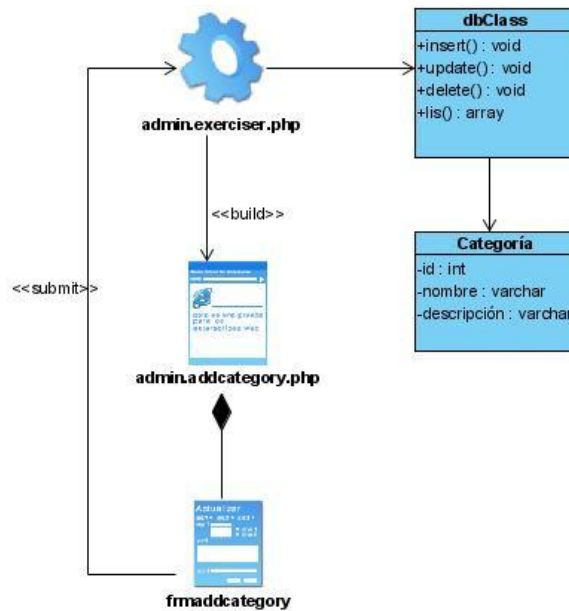 dbClass
+insert() : void
+update() : void
+delete() : void
+lis() : array
admin.exerciser.php
<<build>>
<<submit>>
Categoría
-id : int
-nombre : varchar
-descripción : varchar
admin.addcategory.php
Actualizar
frmaddcategory